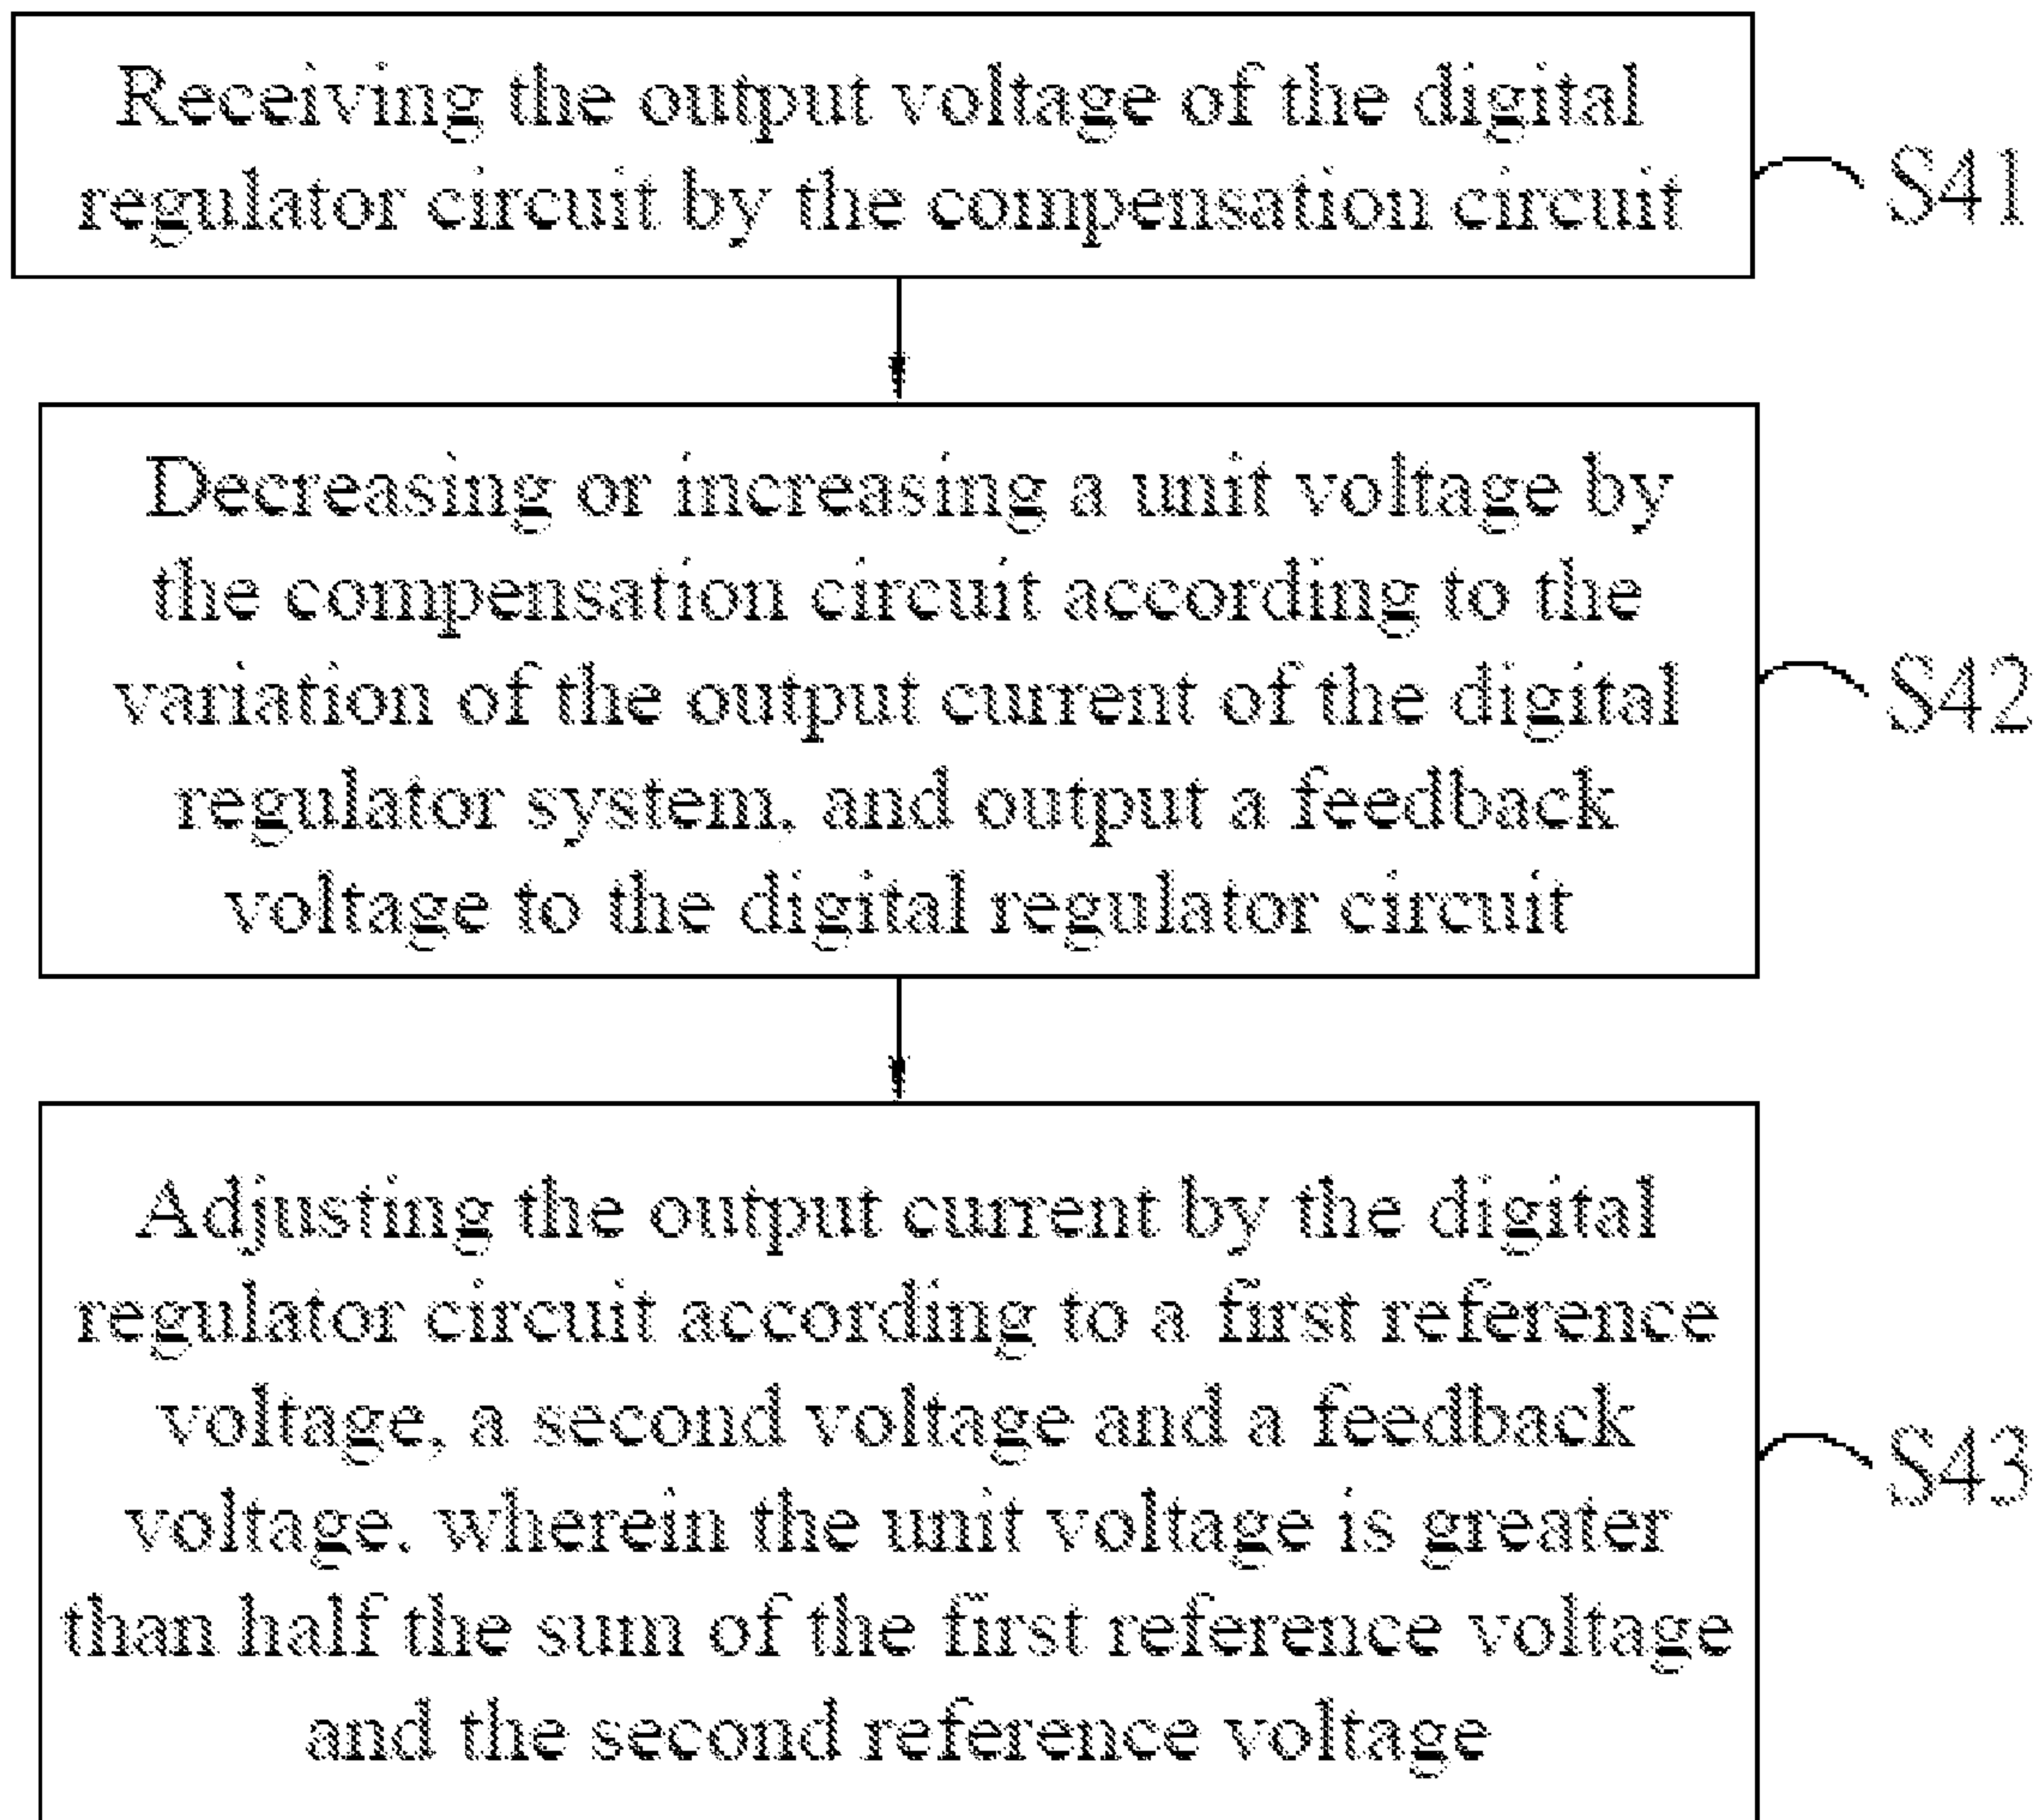 Receiving the output voltage of the digital
regulator circuit by the compensation circuit
S41
Decreasing or increasing a unit voltage by
the compensation circuit according to the
variation of the output current of the digital
regulator system, and output a feedback
voltage to the digital regulator circuit
S42
Adjusting the output current by the digital
regulator circuit according to a first reference
voltage, a second voltage and a feedback
voltage, wherein the unit voltage is greater
than half the sum of the first reference voltage
and the second reference voltage
S43